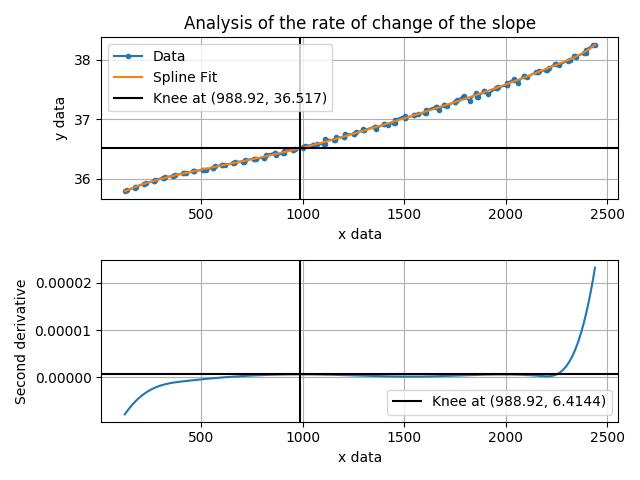 Analysis of the rate of change of the slope
Data
Spline Fit
Knee at (988.92, 36.517)
y data
38
37
36
500 1000 1500 2000 2500
x data
Second derivative
0.00002
0.00001
0.00000
Knee at (988.92, 6.4144)
500 1000 1500 2000 2500
x data